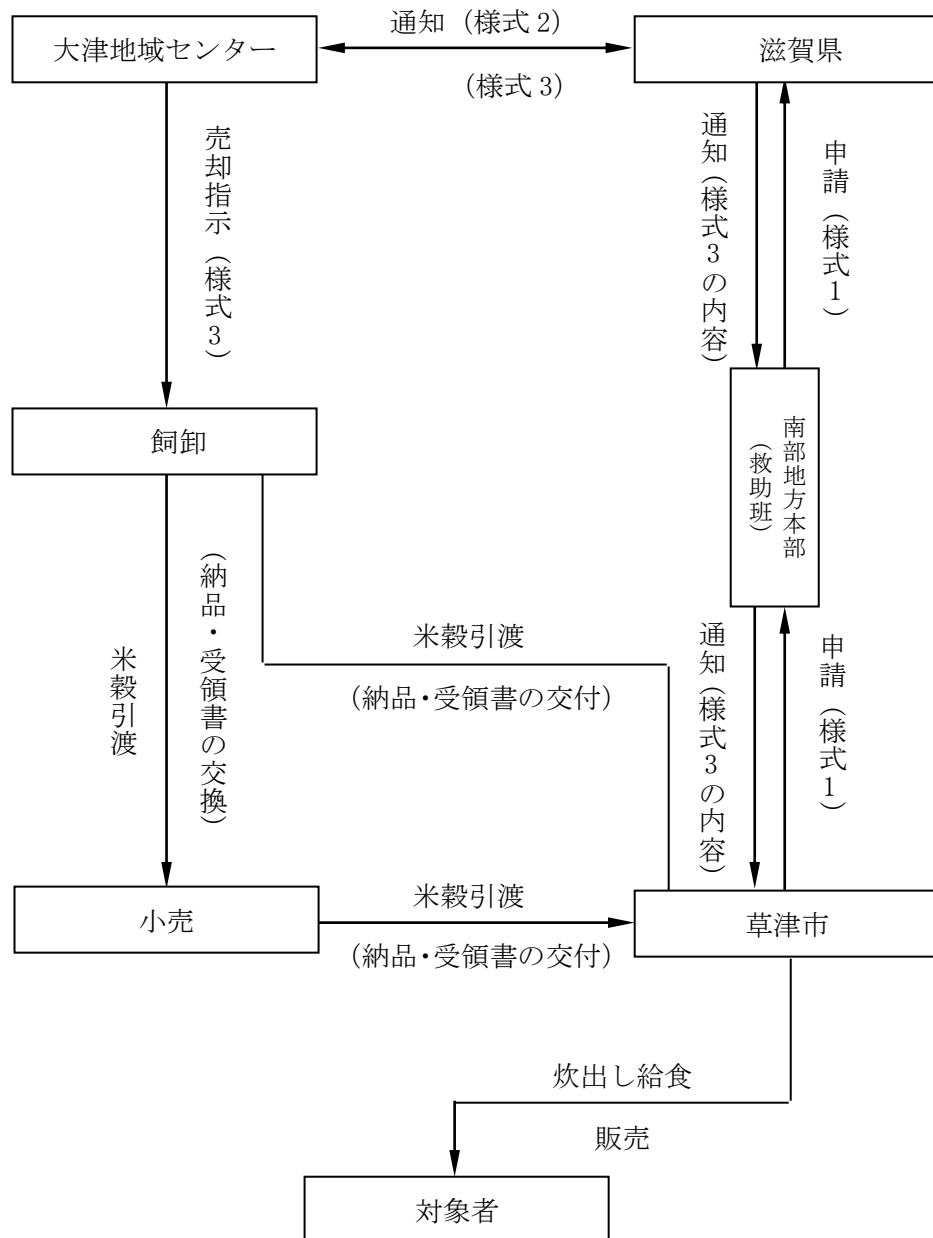 通知（様式2）
大津地域センター
滋賀県
（様式3）
売却指示（様式3）
通知（様式3の内容）
申請（様式1）
飼卸
南部地方本部
（救助班）
米穀引渡
（納品・受領書の交換）
米穀引渡
（納品・受領書の交付）
通知（様式3の内容）
申請（様式1）
小売
米穀引渡
（納品・受領書の交付）
草津市
炊出し給食
販売
対象者